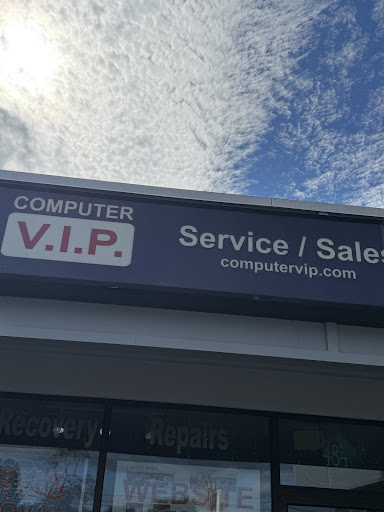 COMPUTER
V.I.P.
Service / Sales
computervip.com
Recovery
Repairs
WEBSITE